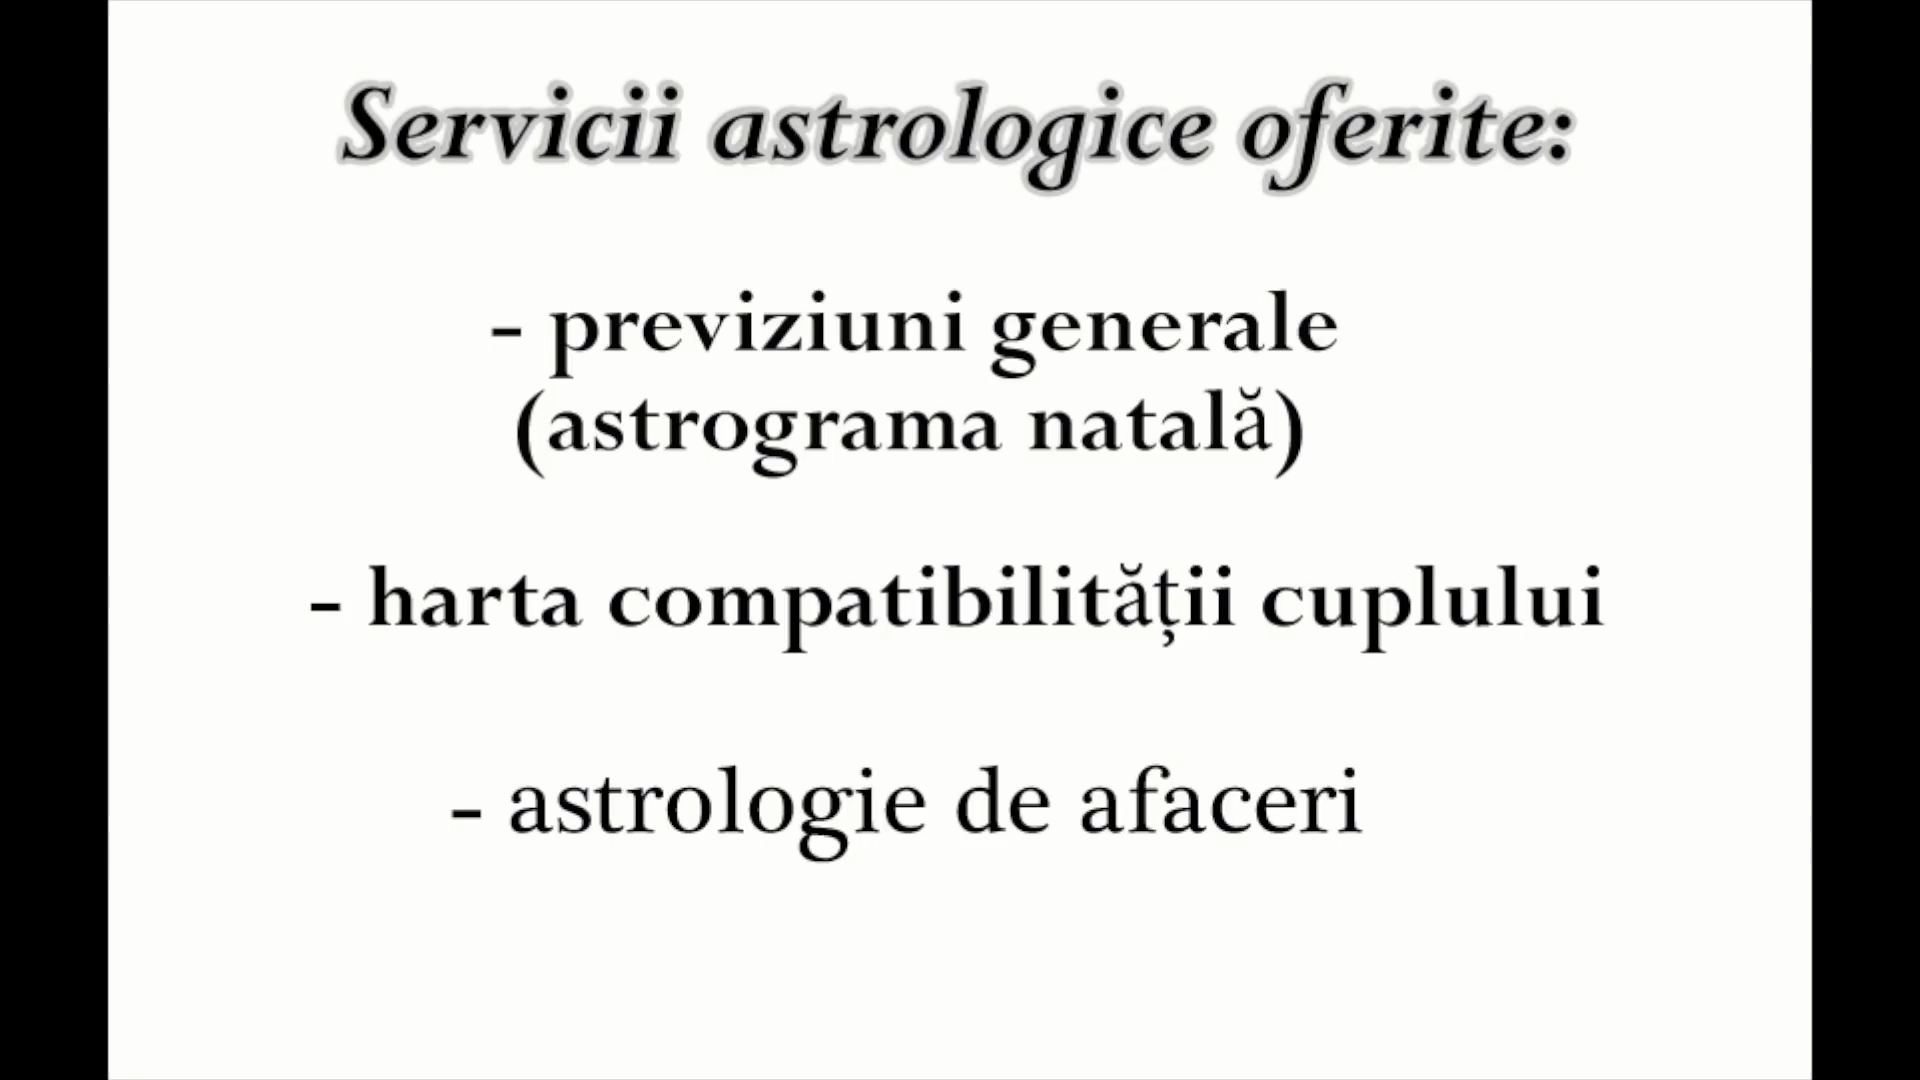 Servicii astrologice oferite:
- previziuni generale
(astrograma natală)
- harta compatibilității cuplului
- astrologie de afaceri